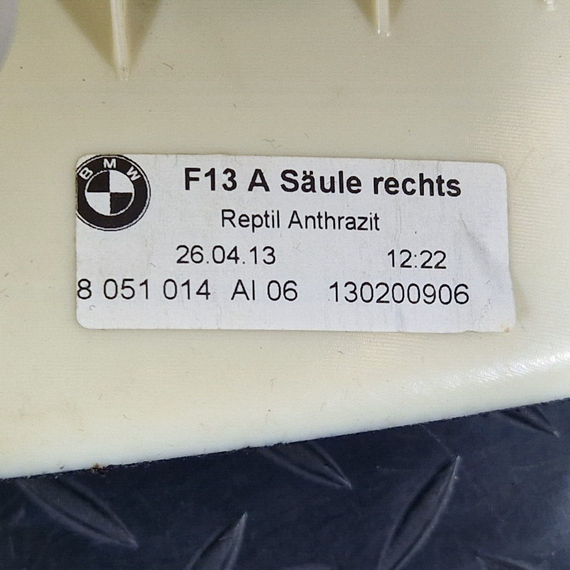 BMW
F13 A Säule rechts
Reptil Anthrazit
26.04.13 12:22
8 051 014 AI 06 130200906